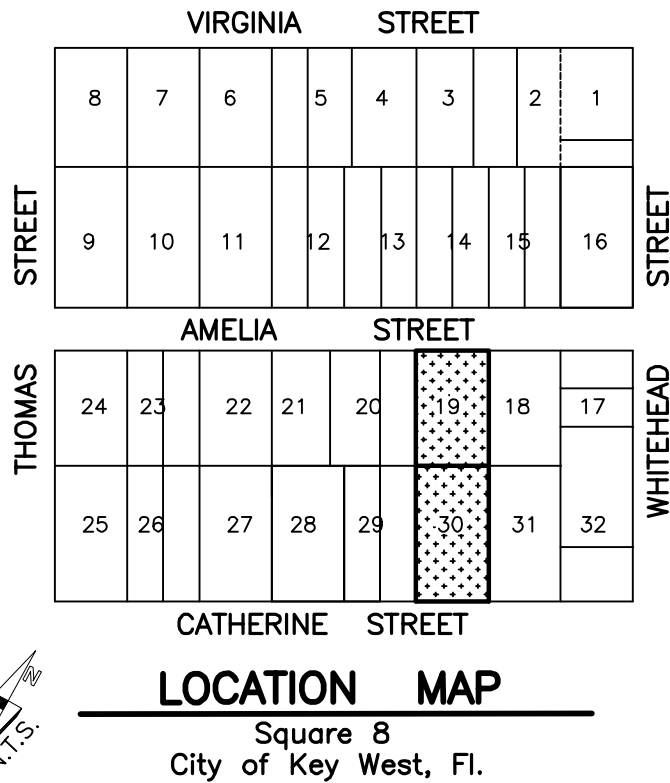 VIRGINIA STREET
8 7 6 5 4 3 2 1
STREET
STREET
9 10 11 12 13 14 15 16
AMELIA STREET
THOMAS
WHITEHEAD
24 23 22 21 20 19 18 17
25 26 27 28 29 30 31 32
CATHERINE STREET
N
N.T.S.
LOCATION MAP
Square 8
City of Key West, Fl.